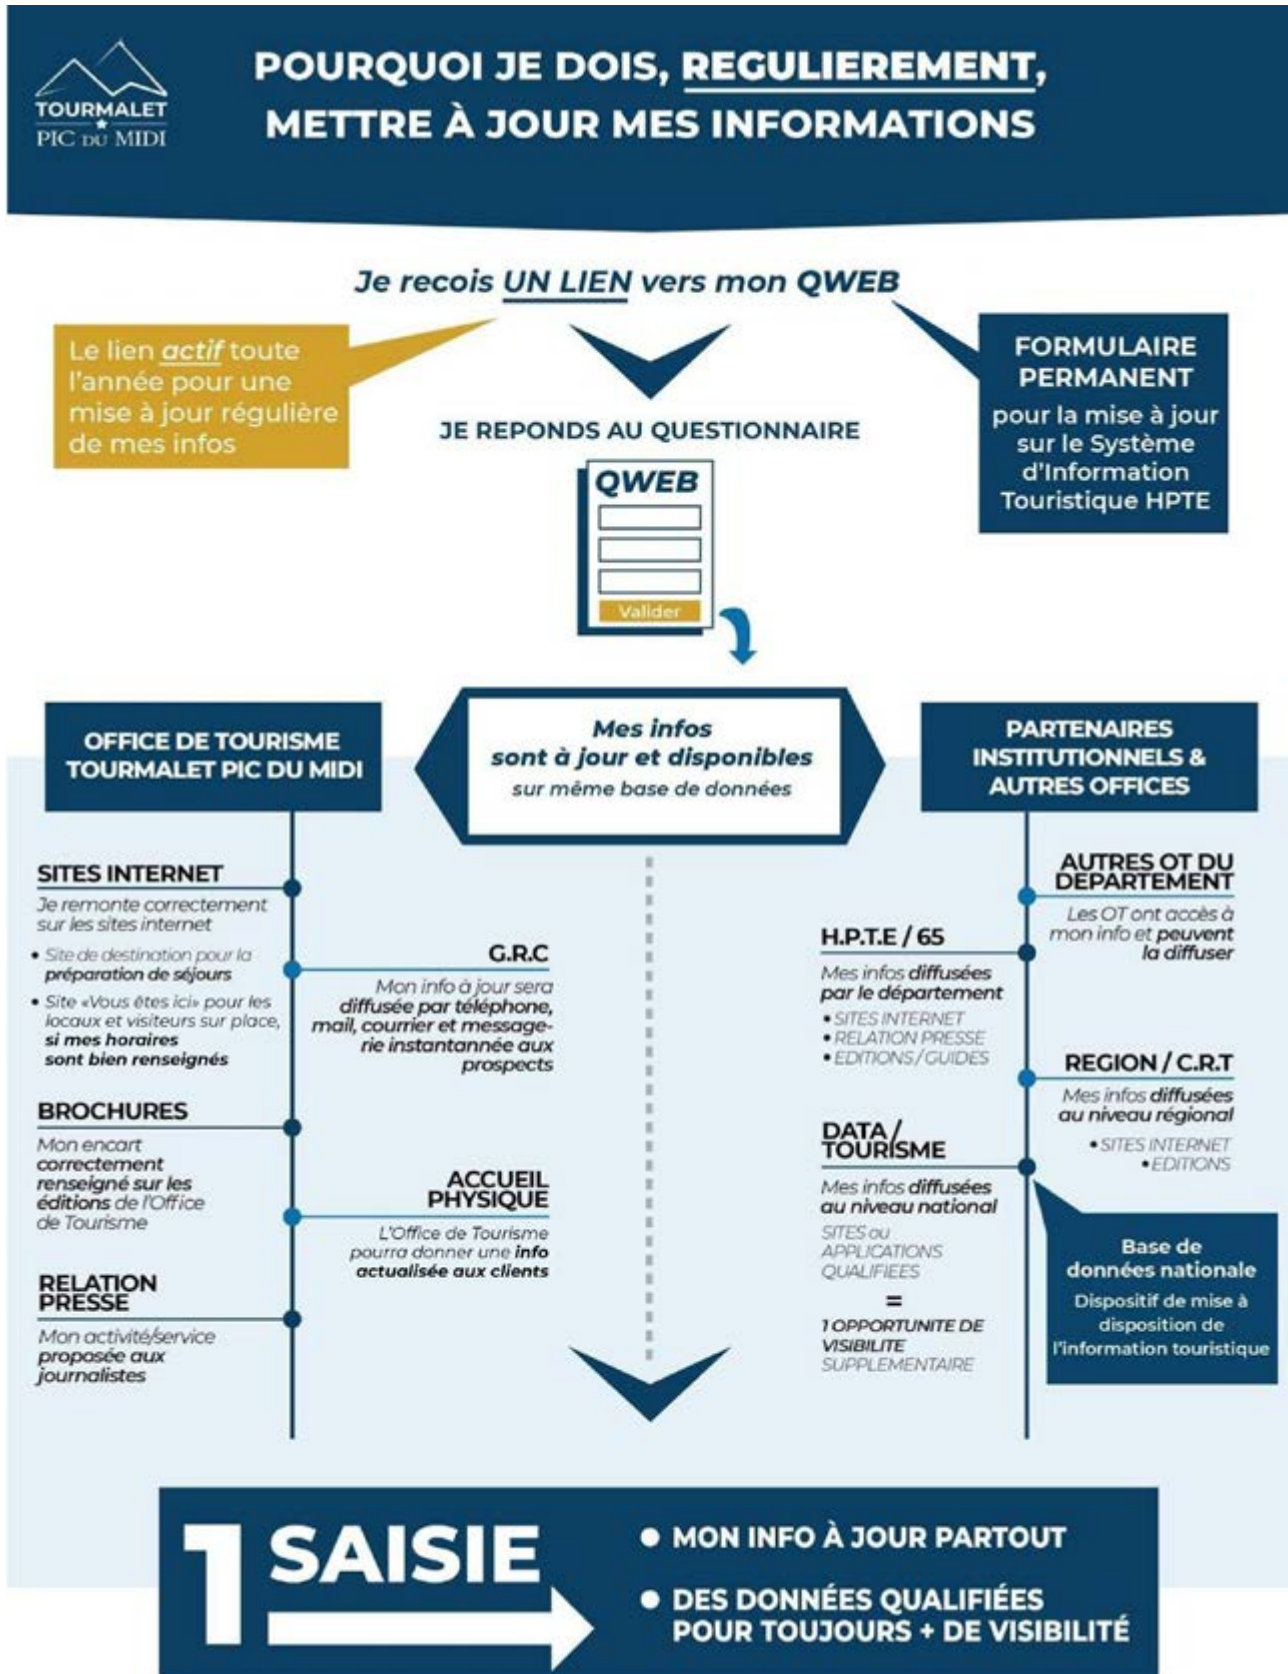 TOURMALET
PIC DU MIDI
POURQUOI JE DOIS, REGULIEREMENT,
METTRE À JOUR MES INFORMATIONS
Je recois UN LIEN vers mon QWEB
Le lien actif toute
l'année pour une
mise à jour régulière
de mes infos
FORMULAIRE
PERMANENT
pour la mise à jour
sur le Système
d'Information
Touristique HPTE
JE REPONDS AU QUESTIONNAIRE
QWEB
Valider
Mes infos
sont à jour et disponibles
sur même base de données
OFFICE DE TOURISME
TOURMALET PIC DU MIDI
SITES INTERNET
Je remonte correctement
sur les sites internet
• Site de destination pour la
préparation de séjours
• Site «Vous êtes ici» pour les
locaux et visiteurs sur place,
si mes horaires
sont bien renseignés
G.R.C
Mon info à jour sera
diffusée par téléphone,
mail, courrier et message-
rie instantannée aux
prospects
BROCHURES
Mon encart
correctement
renseigné sur les
éditions de l'Office
de Tourisme
ACCUEIL
PHYSIQUE
L'Office de Tourisme
pourra donner une info
actualisée aux clients
RELATION
PRESSE
Mon activité/service
proposée aux
journalistes
PARTENAIRES
INSTITUTIONNELS &
AUTRES OFFICES
AUTRES OT DU
DEPARTEMENT
Les OT ont accès à
mon info et peuvent
la diffuser
H.P.T.E / 65
Mes infos diffusées
par le département
• SITES INTERNET
• RELATION PRESSE
• EDITIONS / GUIDES
REGION / C.R.T
Mes infos diffusées
au niveau régional
• SITES INTERNET
• EDITIONS
DATA /
TOURISME
Mes infos diffusées
au niveau national
SITES ou
APPLICATIONS
QUALIFIEES
=
1 OPPORTUNITE DE
VISIBILITE
SUPPLEMENTAIRE
Base de
données nationale
Dispositif de mise à
disposition de
l'information touristique
1 SAISIE
• MON INFO À JOUR PARTOUT
• DES DONNÉES QUALIFIÉES
POUR TOUJOURS + DE VISIBILITÉ